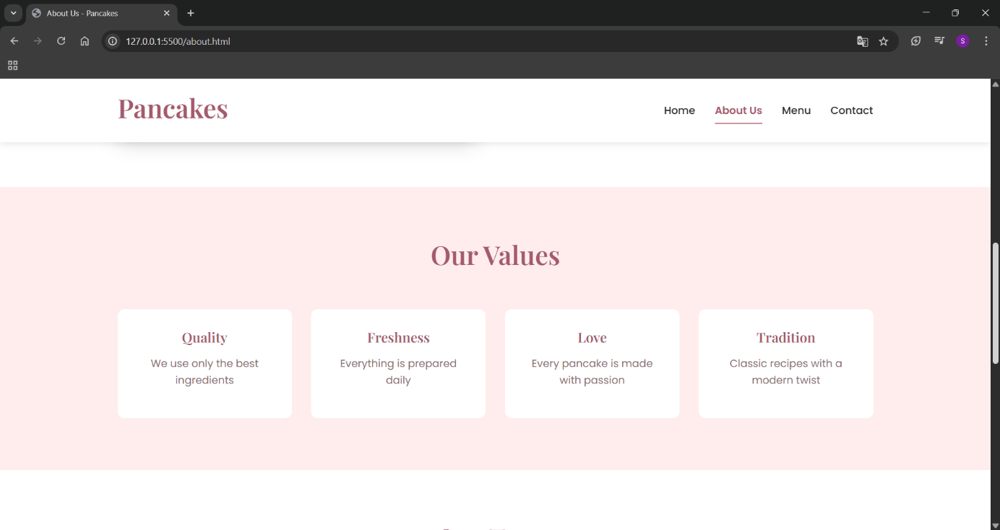 About Us - Pancakes
127.0.0.1:5500/about.html
S
Pancakes
Home About Us Menu Contact
Our Values
Quality
We use only the best
ingredients
Freshness
Everything is prepared
daily
Love
Every pancake is made
with passion
Tradition
Classic recipes with a
modern twist